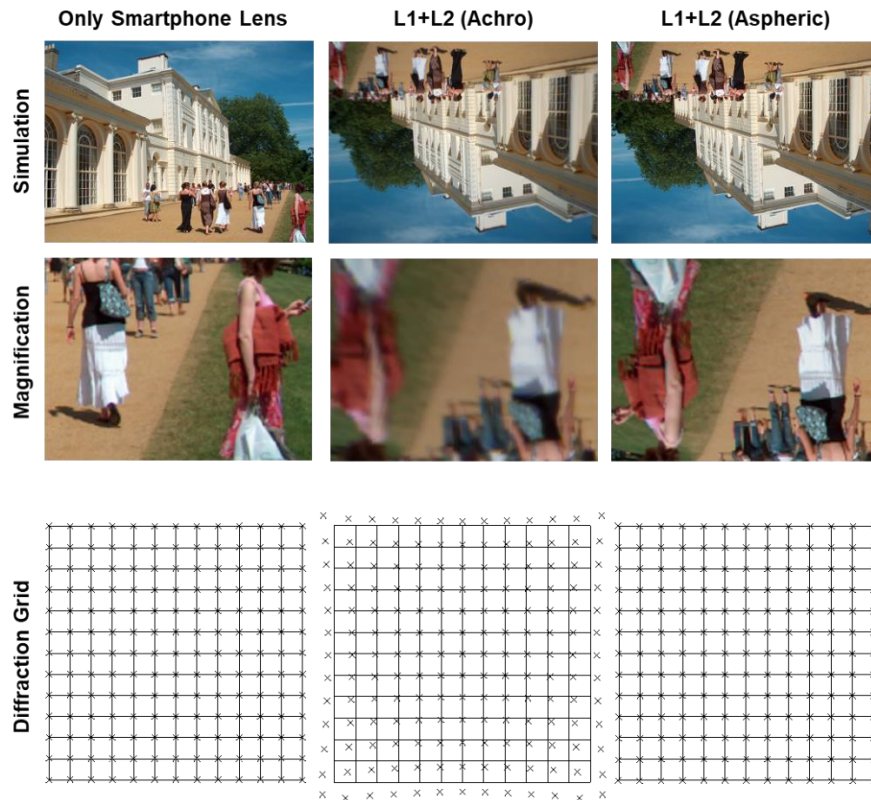 Only Smartphone Lens
L1+L2 (Achro)
L1+L2 (Aspheric)
Simulation
Magnification
Diffraction Grid